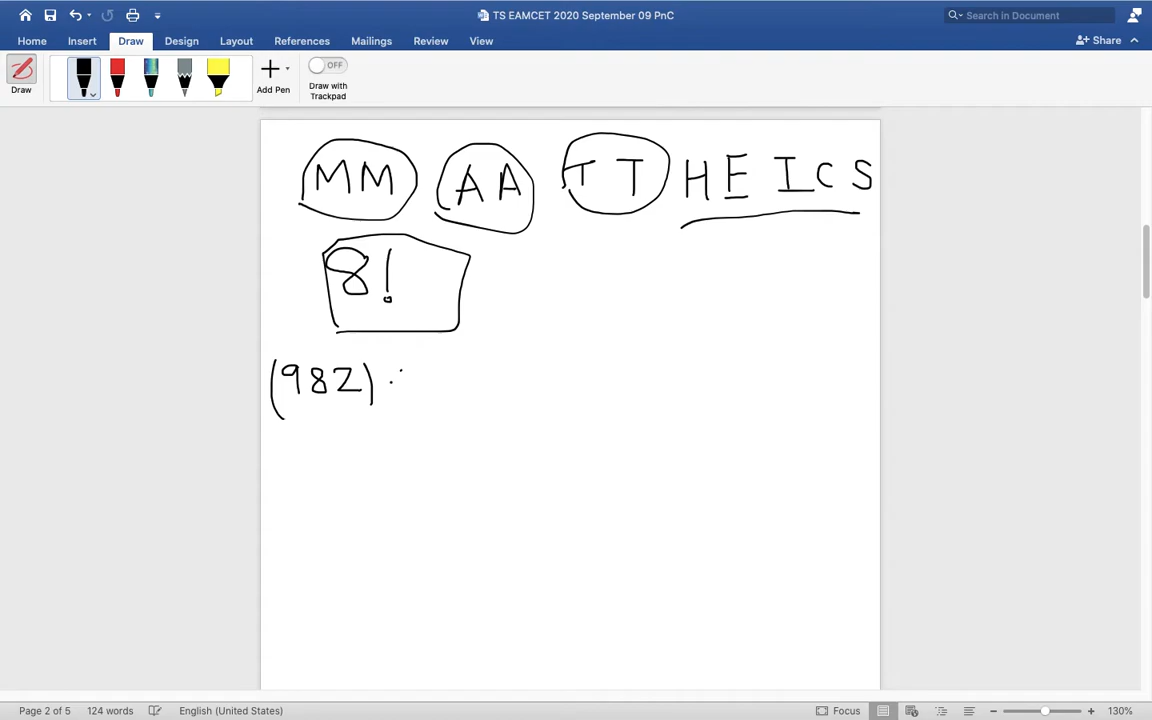 TS EAMCET 2020 September 09 PnC
Search in Document
Home Insert Draw Design Layout References Mailings Review View
Share
Draw
Add Pen
OFF
Draw with
Trackpad
MM AA TT HEICS
8!
(982)
Page 2 of 5 124 words English (United States) Focus 130%